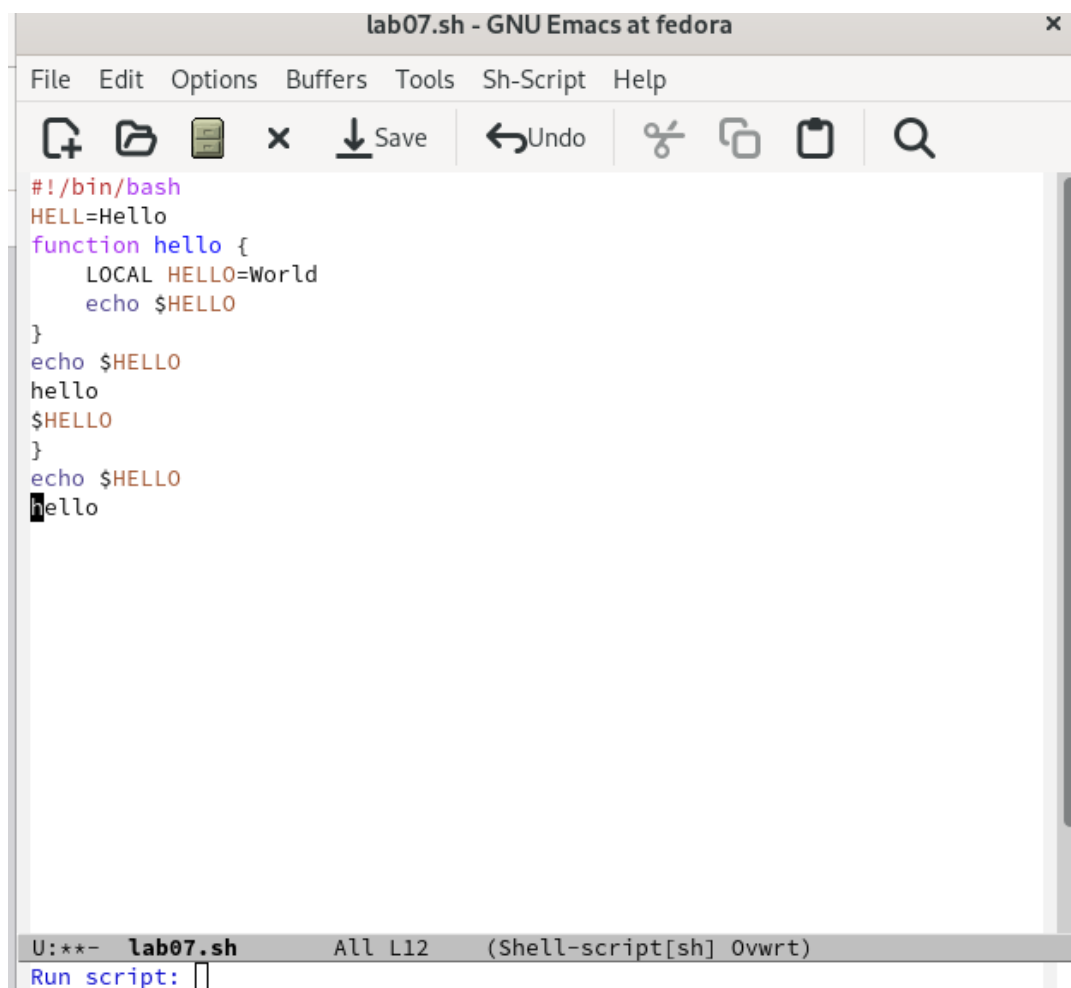 lab07.sh - GNU Emacs at fedora
File Edit Options Buffers Tools Sh-Script Help
Save Undo
#!/bin/bash
HELL=Hello
function hello {
    LOCAL HELLO=World
    echo $HELLO
}
echo $HELLO
hello
$HELLO
}
echo $HELLO
hello
U:**- lab07.sh All L12 (Shell-script[sh] Ovwrt)
Run script: